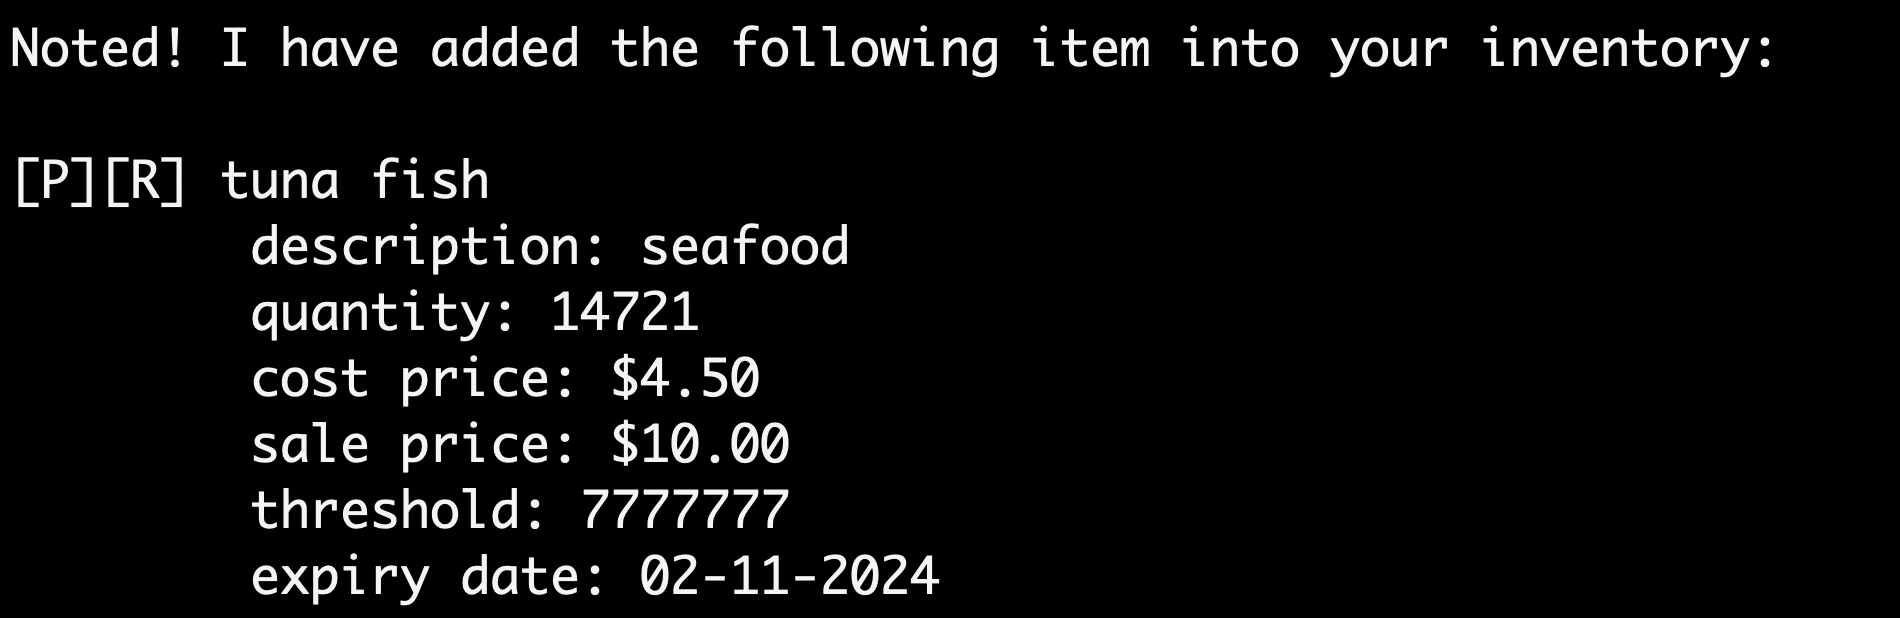 Noted! I have added the following item into your inventory:
[P][R] tuna fish
description: seafood
quantity: 14721
cost price: $4.50
sale price: $10.00
threshold: 7777777
expiry date: 02-11-2024